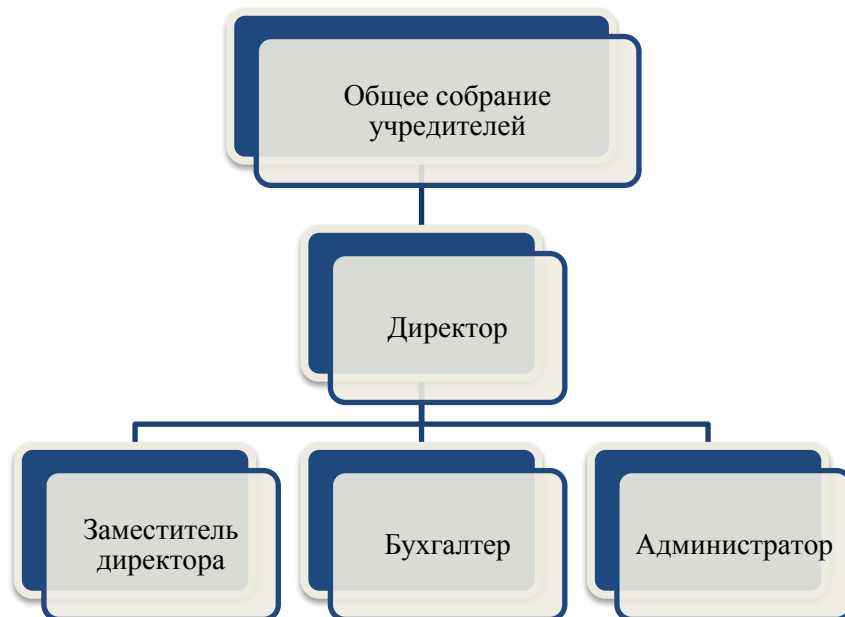 Общее собрание
учредителей
Директор
Заместитель
директора
Бухгалтер
Администратор